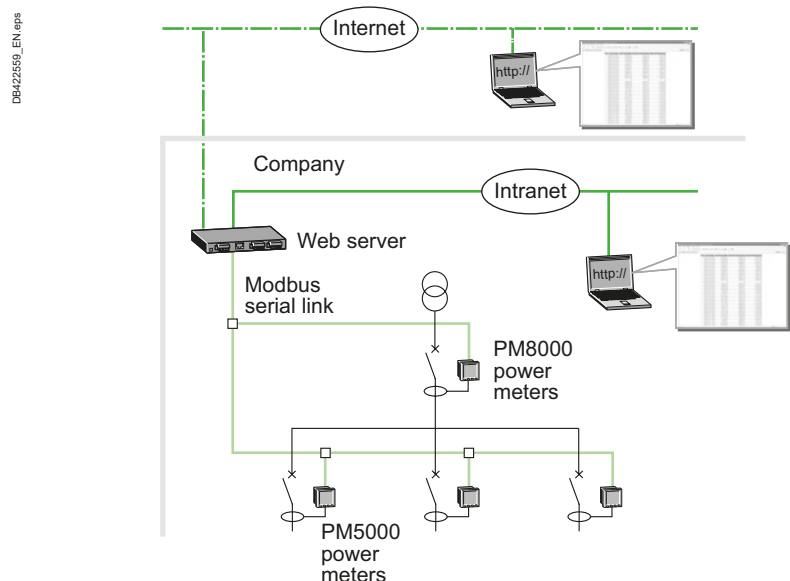 DB422559_EN.eps
Internet
http://
Company
Intranet
Web server
http://
Modbus
serial link
PM8000
power
meters
PM5000
power
meters